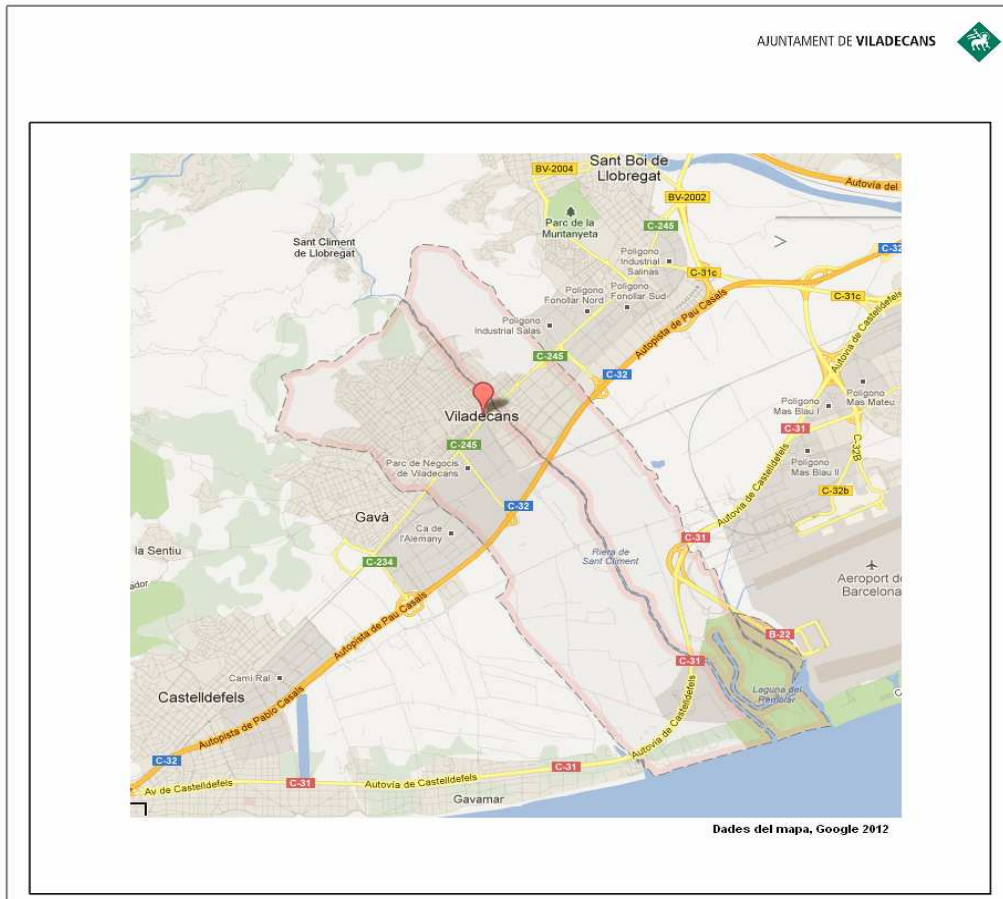 AJUNTAMENT DE VILADECANS
Sant Boi de
Llobregat
BV-2004
Autovía del
BV-2002
Parc de la
Muntanyeta
C-245
Sant Climent
de Llobregat
>
C-32
Polígono
Industrial
Salinas
C-31c
Polígono
Fonollar Nord
Polígono
Fonollar Sud
C-31c
Polígono
Industrial Salas
Autopista de Pau Casals
Autovía de Castelldefels
C-245
C-32
Polígono
Mas Mateu
Polígono
Mas Blau I
Viladecans
C-31
C-245
C-32B
Parc de Negocis
de Viladecans
Polígono
Mas Blau II
C-32b
C-32
Autovía de Castelldefels
Gavà
Ca de
l'Alemany
C-31
la Sentiu
Riera de
Sant Climent
C-234
Aeroport de
Barcelona
ador
Autopista de Pau Casals
B-22
C-31
Camí Ral
Laguna del
Remolar
Castelldefels
Autopista de Pablo Casals
Autovía de Castelldefels
C-32
C-31
C-31
Autovía de Castelldefels
Av de Castelldefels
Gavamar
Dades del mapa, Google 2012